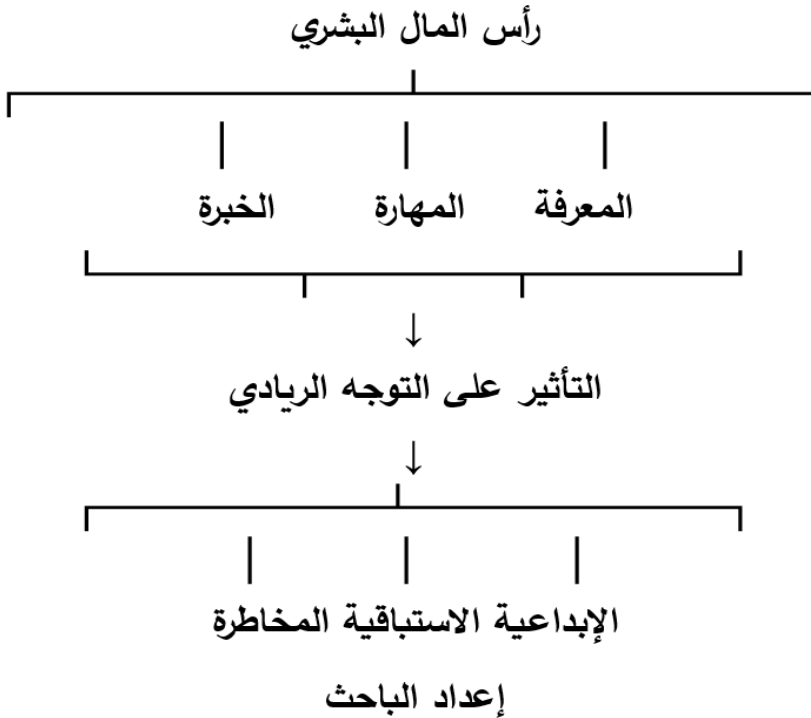 رأس المال البشري
المعرفة المهارة الخبرة
↓
التأثير على التوجه الريادي
↓
الإبداعية الاستباقية المخاطرة
إعداد الباحث